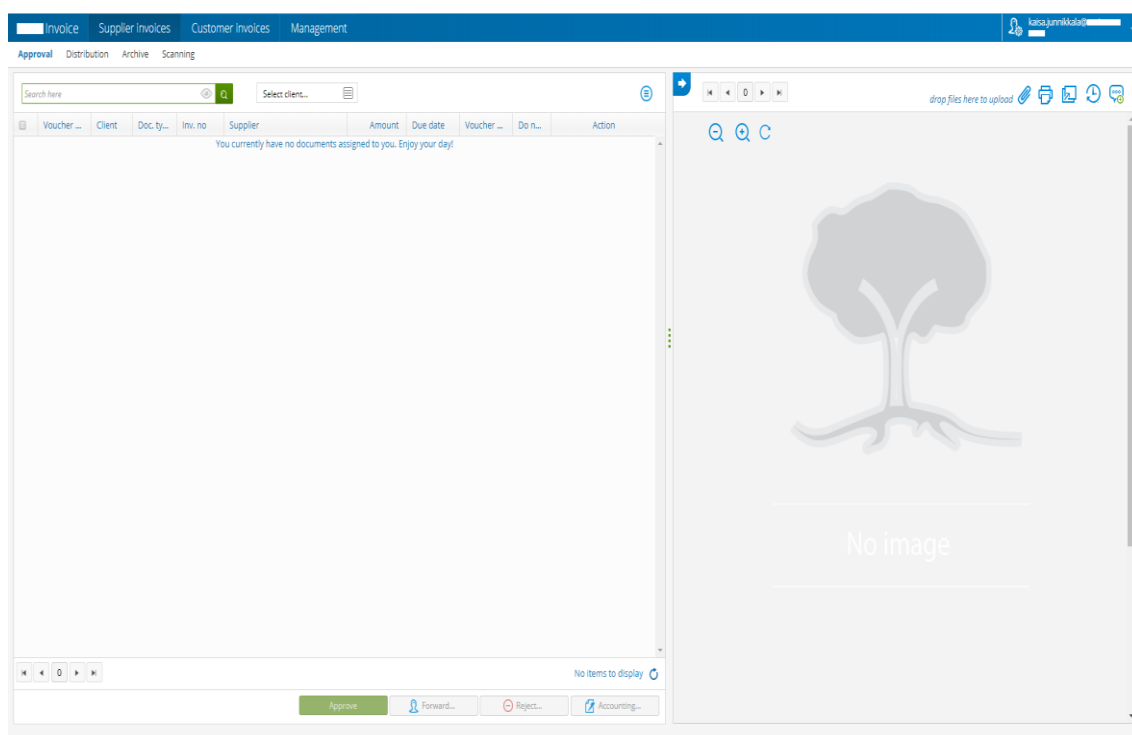 Invoice Supplier invoices Customer invoices Management kaisa.junnikkala@
Approval Distribution Archive Scanning
Search here Select client... 0 drop files here to upload
Voucher ... Client Doc. ty... Inv. no Supplier Amount Due date Voucher ... Do n... Action
You currently have no documents assigned to you. Enjoy your day!
No image
0 No items to display
Approve Forward... Reject... Accounting...